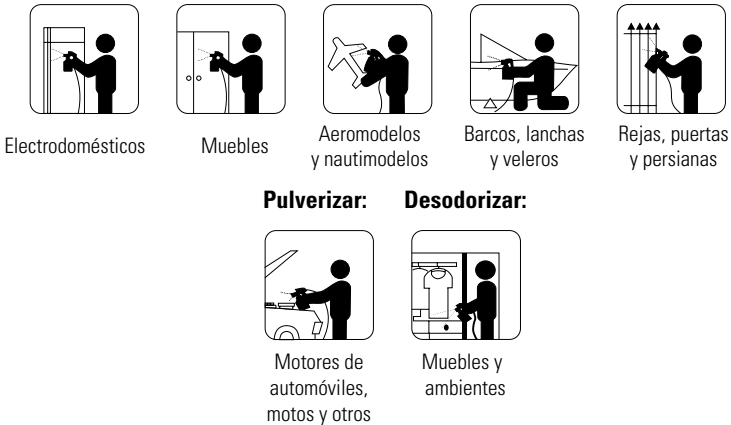 Electrodomésticos
Muebles
Aeromodelos
y nautimodelos
Barcos, lanchas
y veleros
Rejas, puertas
y persianas
Pulverizar:
Desodorizar:
Motores de
automóviles,
motos y otros
Muebles y
ambientes